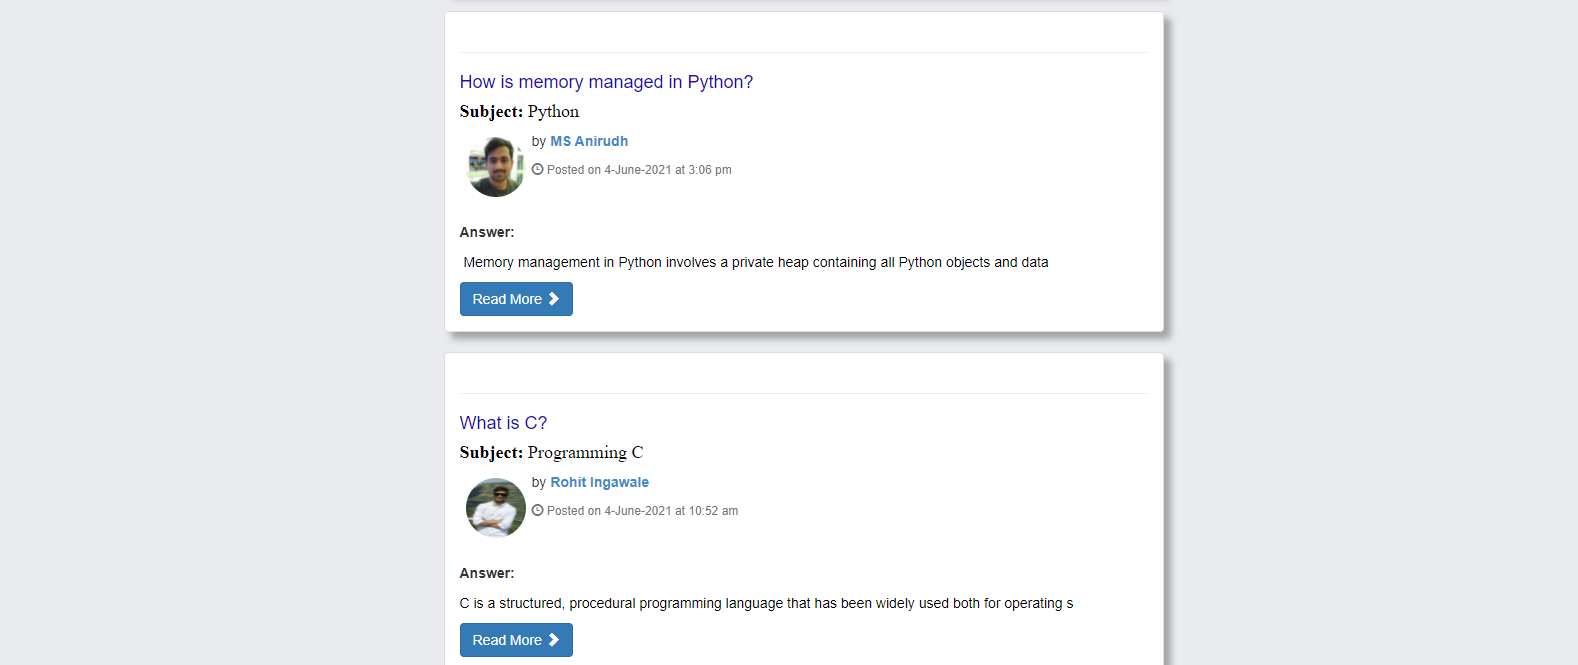 How is memory managed in Python?
Subject: Python
by MS Anirudh
Posted on 4-June-2021 at 3:06 pm
Answer:
Memory management in Python involves a private heap containing all Python objects and data
Read More
What is C?
Subject: Programming C
by Rohit Ingawale
Posted on 4-June-2021 at 10:52 am
Answer:
C is a structured, procedural programming language that has been widely used both for operating s
Read More